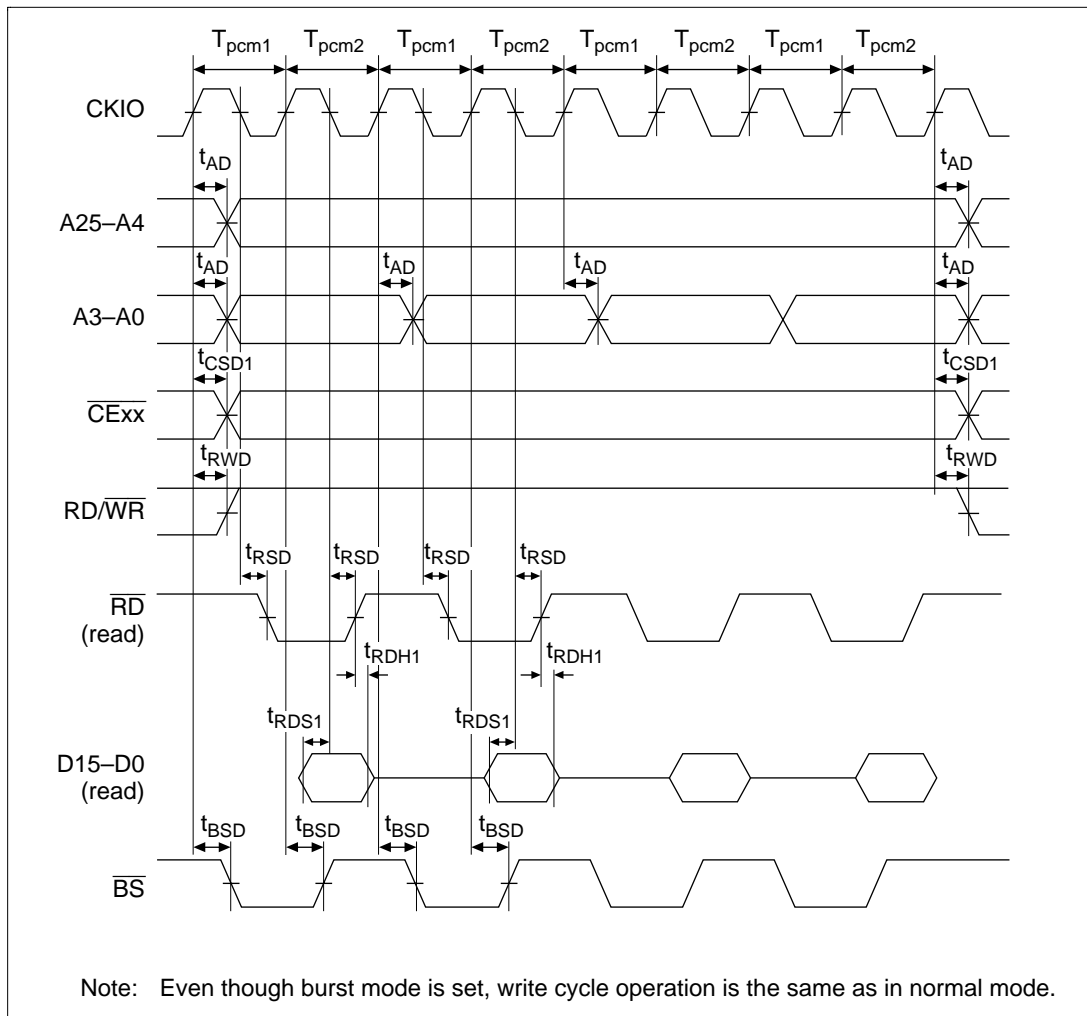 Tpcm1 Tpcm2 Tpcm1 Tpcm2 Tpcm1 Tpcm2 Tpcm1 Tpcm2
CKIO
tAD tAD
A25–A4
tAD tAD tAD tAD
A3–A0
tCSD1 tCSD1
CExx
tRWD tRWD
RD/WR
tRSD tRSD tRSD tRSD
RD
(read)
tRDH1 tRDH1
tRDS1 tRDS1
D15–D0
(read)
tBSD tBSD tBSD tBSD
BS
Note: Even though burst mode is set, write cycle operation is the same as in normal mode.